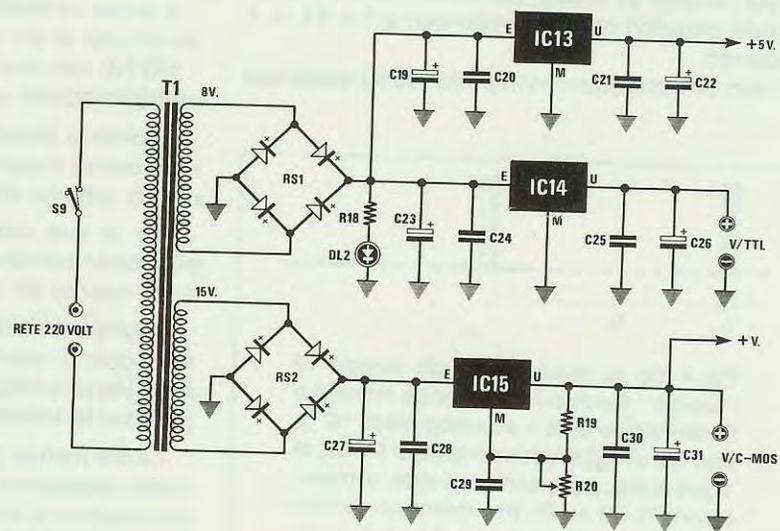 T1
8V.
S9
RETE 220 VOLT
15V.
RS1
R18
DL2
RS2
E
IC13
U
M
+5V.
C19
+
C20
C21
C22
+
E
IC14
U
M
C23
+
C24
C25
C26
+
+
V/TTL
−
E
IC15
U
M
+V.
C27
+
C28
C29
R19
R20
C30
C31
+
+
V/C-MOS
−